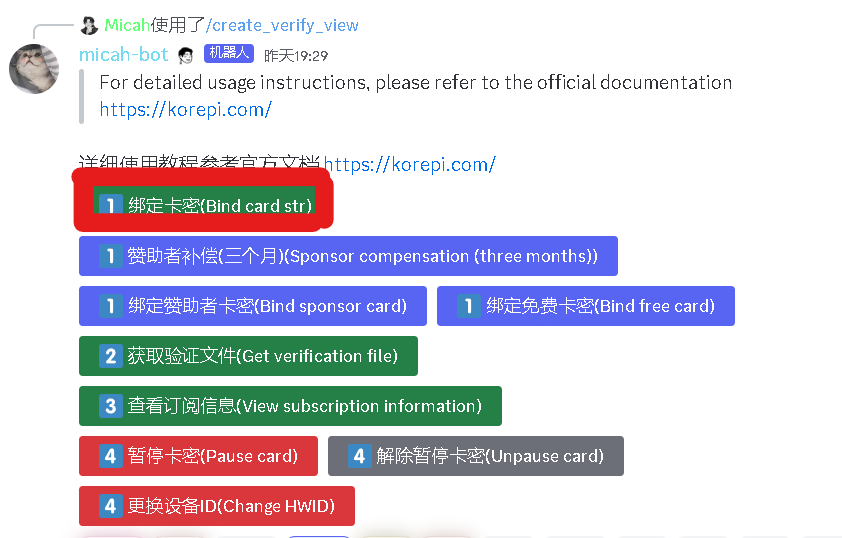 Micah使用了/create_verify_view
micah-bot 机器人 昨天19:29
For detailed usage instructions, please refer to the official documentation
https://korepi.com/
详细使用教程参考官方文档https://korepi.com/
1 绑定卡密(Bind card str)
1 赞助者补偿(三个月)(Sponsor compensation (three months))
1 绑定赞助者卡密(Bind sponsor card) 1 绑定免费卡密(Bind free card)
2 获取验证文件(Get verification file)
3 查看订阅信息(View subscription information)
4 暂停卡密(Pause card) 4 解除暂停卡密(Unpause card)
4 更换设备ID(Change HWID)